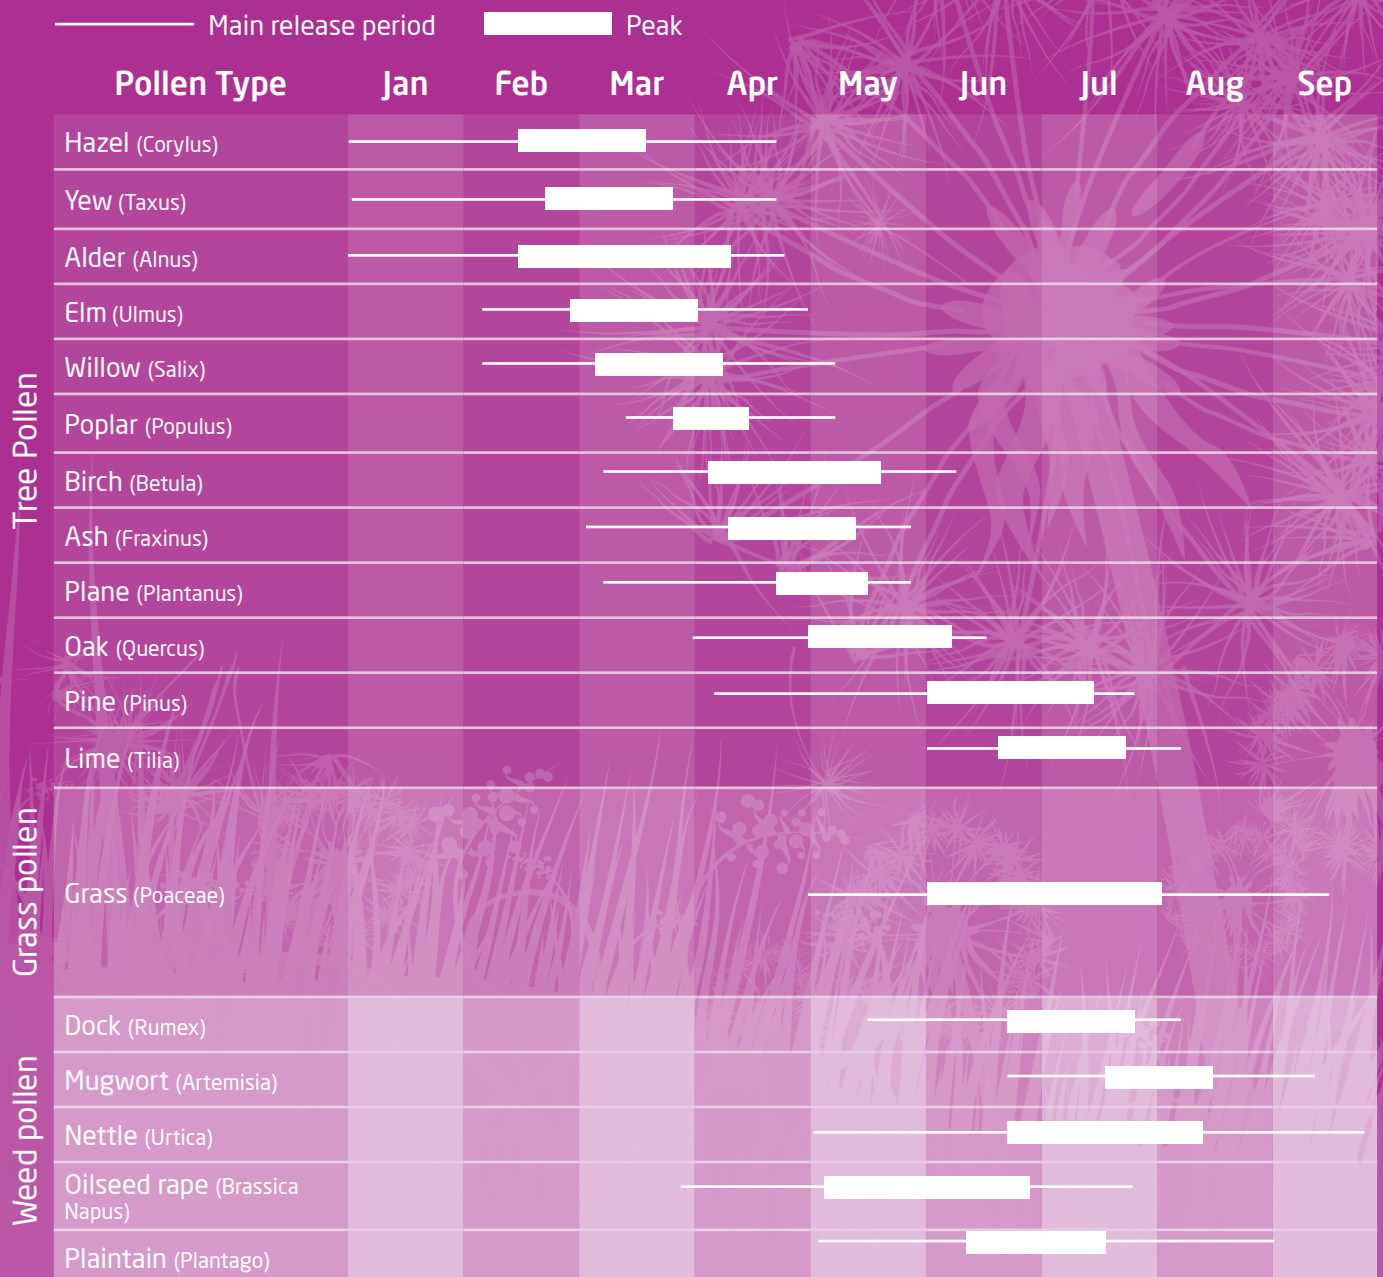 Main release period Peak
Pollen Type Jan Feb Mar Apr May Jun Jul Aug Sep
Tree Pollen
Hazel (Corylus)
Yew (Taxus)
Alder (Alnus)
Elm (Ulmus)
Willow (Salix)
Poplar (Populus)
Birch (Betula)
Ash (Fraxinus)
Plane (Plantanus)
Oak (Quercus)
Pine (Pinus)
Lime (Tilia)
Grass pollen
Grass (Poaceae)
Weed pollen
Dock (Rumex)
Mugwort (Artemisia)
Nettle (Urtica)
Oilseed rape (Brassica
Napus)
Plaintain (Plantago)